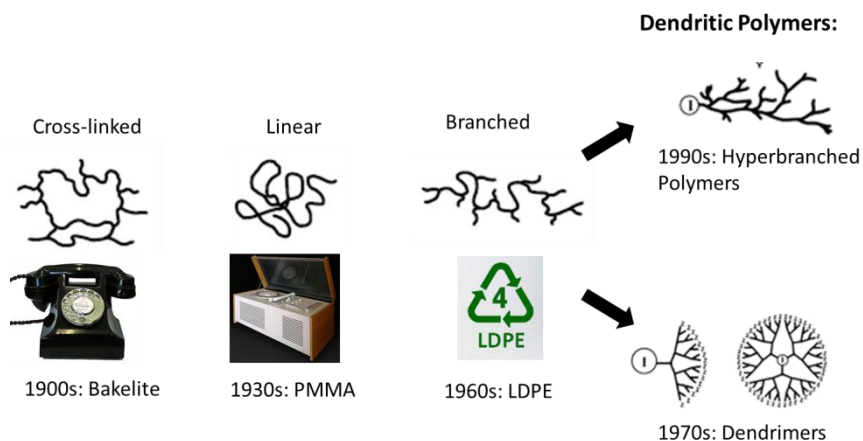 Dendritic Polymers:
Cross-linked
Linear
Branched
I
1990s: Hyperbranched
Polymers
4
LDPE
1900s: Bakelite
1930s: PMMA
1960s: LDPE
I
I
1970s: Dendrimers